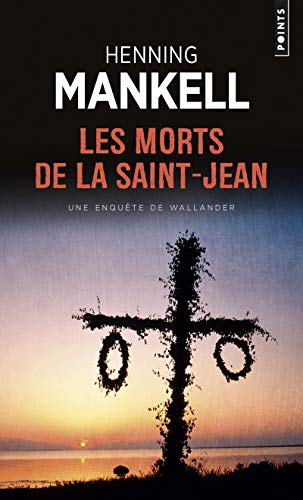 POINTS
HENNING
MANKELL
LES MORTS
DE LA SAINT-JEAN
UNE ENQUÊTE DE WALLANDER